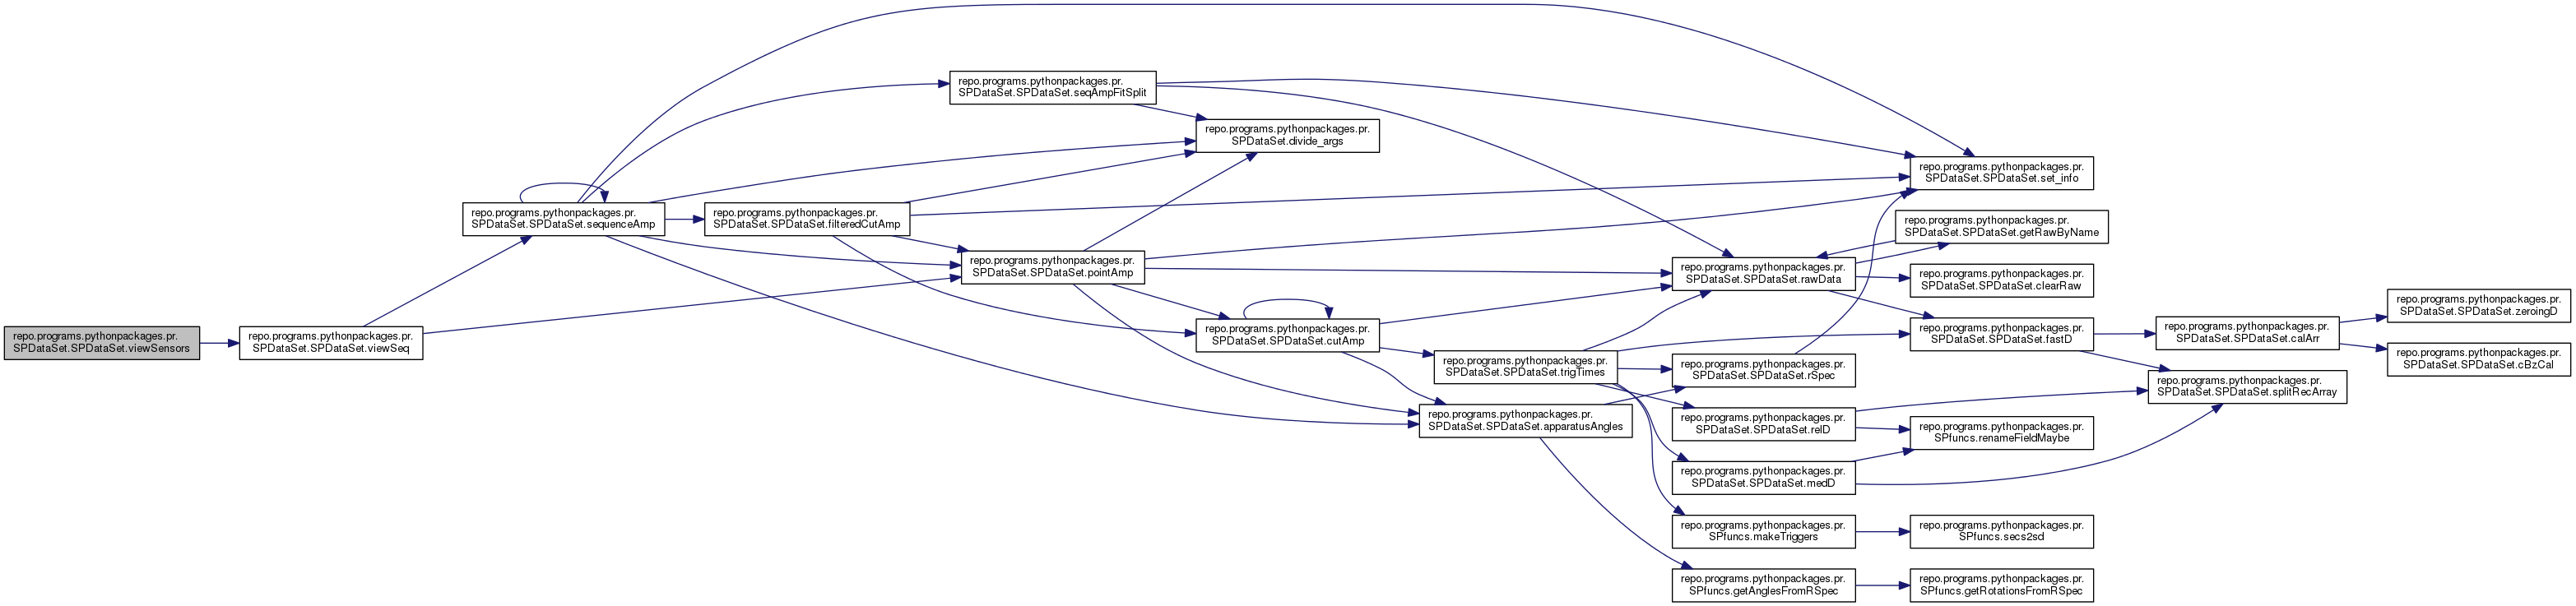 repo.programs.pythonpackages.pr.
SPDataSet.SPDataSet.viewSensors
repo.programs.pythonpackages.pr.
SPDataSet.SPDataSet.viewSeq
repo.programs.pythonpackages.pr.
SPDataSet.SPDataSet.sequenceAmp
repo.programs.pythonpackages.pr.
SPDataSet.SPDataSet.filteredCutAmp
repo.programs.pythonpackages.pr.
SPDataSet.SPDataSet.seqAmpFitSplit
repo.programs.pythonpackages.pr.
SPDataSet.SPDataSet.pointAmp
repo.programs.pythonpackages.pr.
SPDataSet.divide_args
repo.programs.pythonpackages.pr.
SPDataSet.SPDataSet.cutAmp
repo.programs.pythonpackages.pr.
SPDataSet.SPDataSet.trigTimes
repo.programs.pythonpackages.pr.
SPDataSet.SPDataSet.apparatusAngles
repo.programs.pythonpackages.pr.
SPDataSet.SPDataSet.rawData
repo.programs.pythonpackages.pr.
SPDataSet.SPDataSet.rSpec
repo.programs.pythonpackages.pr.
SPDataSet.SPDataSet.relD
repo.programs.pythonpackages.pr.
SPDataSet.SPDataSet.medD
repo.programs.pythonpackages.pr.
SPfuncs.makeTriggers
repo.programs.pythonpackages.pr.
SPfuncs.getAnglesFromRSpec
repo.programs.pythonpackages.pr.
SPDataSet.SPDataSet.set_info
repo.programs.pythonpackages.pr.
SPDataSet.SPDataSet.getRawByName
repo.programs.pythonpackages.pr.
SPDataSet.SPDataSet.clearRaw
repo.programs.pythonpackages.pr.
SPDataSet.SPDataSet.fastD
repo.programs.pythonpackages.pr.
SPfuncs.renameFieldMaybe
repo.programs.pythonpackages.pr.
SPfuncs.secs2sd
repo.programs.pythonpackages.pr.
SPfuncs.getRotationsFromRSpec
repo.programs.pythonpackages.pr.
SPDataSet.SPDataSet.calArr
repo.programs.pythonpackages.pr.
SPDataSet.SPDataSet.splitRecArray
repo.programs.pythonpackages.pr.
SPDataSet.SPDataSet.zeroingD
repo.programs.pythonpackages.pr.
SPDataSet.SPDataSet.cBzCal